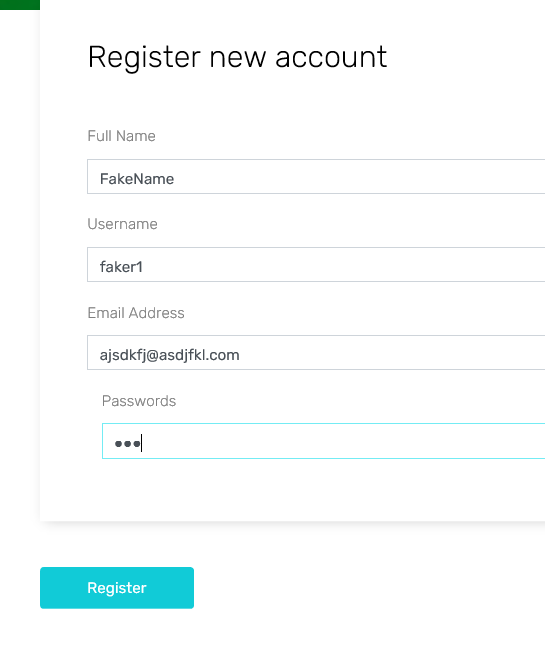 Register new account
Full Name
FakeName
Username
faker1
Email Address
ajsdkfj@asdjfkl.com
Passwords
•••
Register